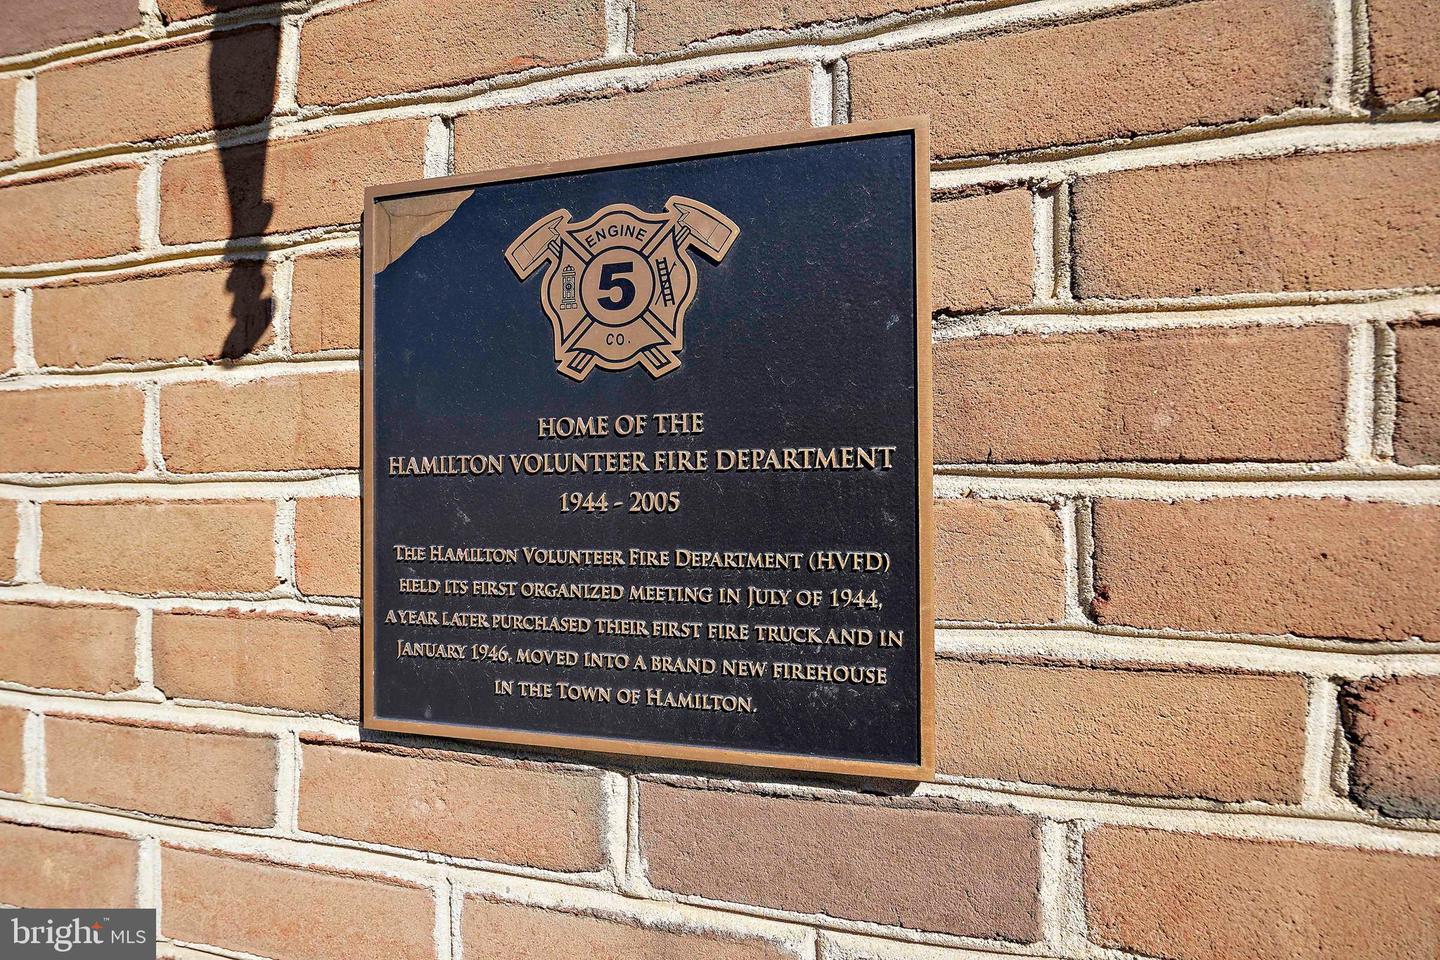 ENGINE
5
CO.
HOME OF THE
HAMILTON VOLUNTEER FIRE DEPARTMENT
1944 - 2005
THE HAMILTON VOLUNTEER FIRE DEPARTMENT (HVFD)
HELD ITS FIRST ORGANIZED MEETING IN JULY OF 1944,
A YEAR LATER PURCHASED THEIR FIRST FIRE TRUCK AND IN
JANUARY 1946, MOVED INTO A BRAND NEW FIREHOUSE
IN THE TOWN OF HAMILTON.
bright™ MLS